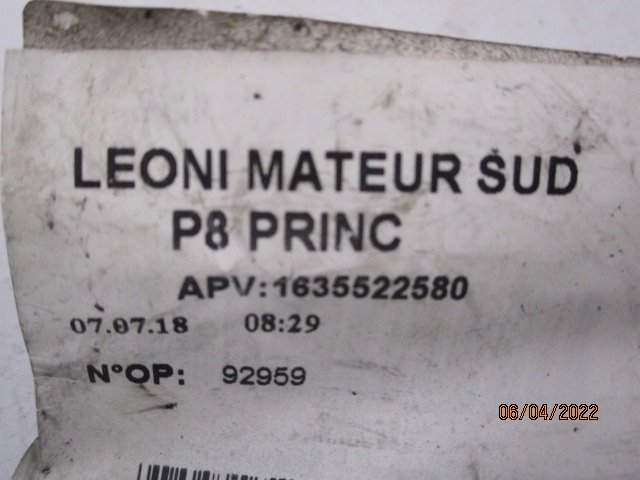 LEONI MATEUR SUD
P8 PRINC
APV:1635522580
07.07.18 08:29
N°OP: 92959
06/04/2022